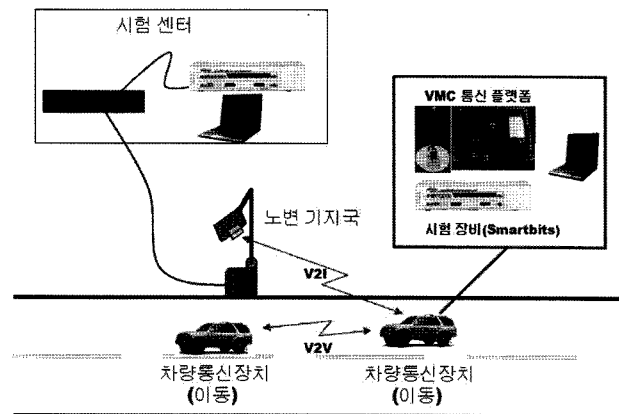 시험 센터
VMC 통신 플랫폼
시험 장비(Smartbits)
노변 기지국
V2I
V2V
차량통신장치
(이동)
차량통신장치
(이동)